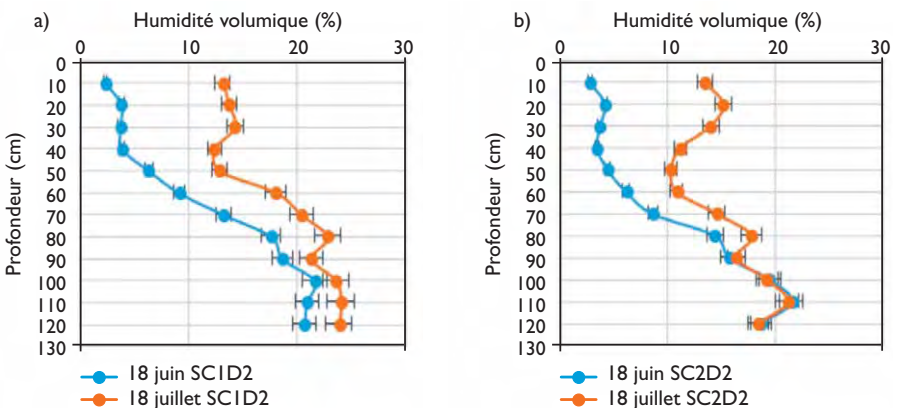 a) Humidité volumique (%)
0 10 20 30
0
10
20
30
40
50
60
70
80
90
100
110
120
130
Profondeur (cm)
18 juin SC1D2
18 juillet SC1D2
b) Humidité volumique (%)
0 10 20 30
0
10
20
30
40
50
60
70
80
90
100
110
120
130
Profondeur (cm)
18 juin SC2D2
18 juillet SC2D2